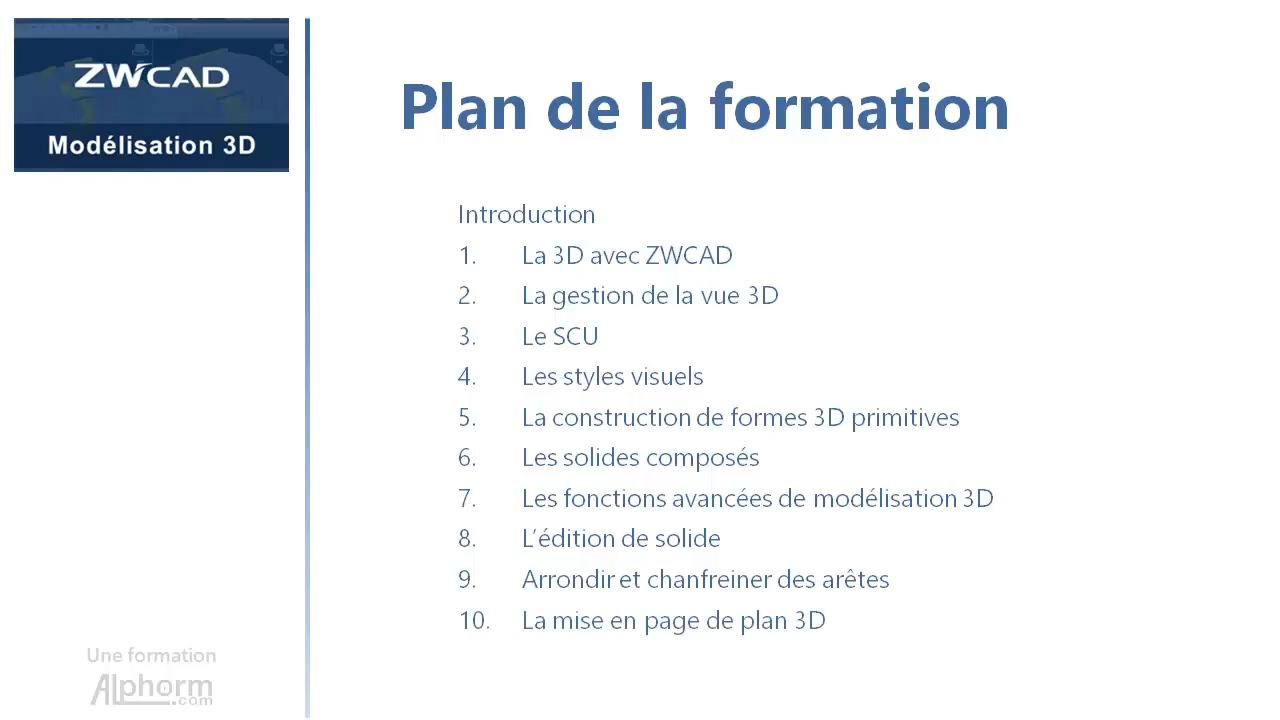 ZWCAD
Modélisation 3D
Plan de la formation
Introduction
1. La 3D avec ZWCAD
2. La gestion de la vue 3D
3. Le SCU
4. Les styles visuels
5. La construction de formes 3D primitives
6. Les solides composés
7. Les fonctions avancées de modélisation 3D
8. L’édition de solide
9. Arrondir et chanfreiner des arêtes
10. La mise en page de plan 3D
Une formation
Alphorm
.com